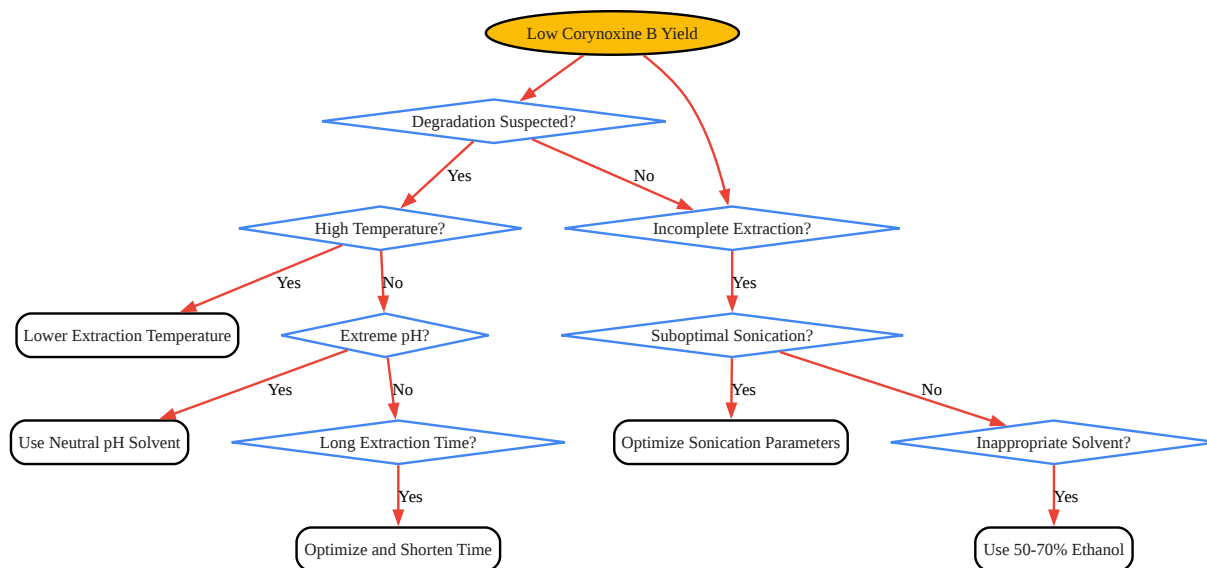 Low Corynoxine B Yield
Degradation Suspected?
Yes
No
High Temperature?
Incomplete Extraction?
Yes
No
Yes
Lower Extraction Temperature
Extreme pH?
Suboptimal Sonication?
Yes
No
Yes
No
Use Neutral pH Solvent
Long Extraction Time?
Optimize Sonication Parameters
Inappropriate Solvent?
Yes
Yes
Optimize and Shorten Time
Use 50-70% Ethanol